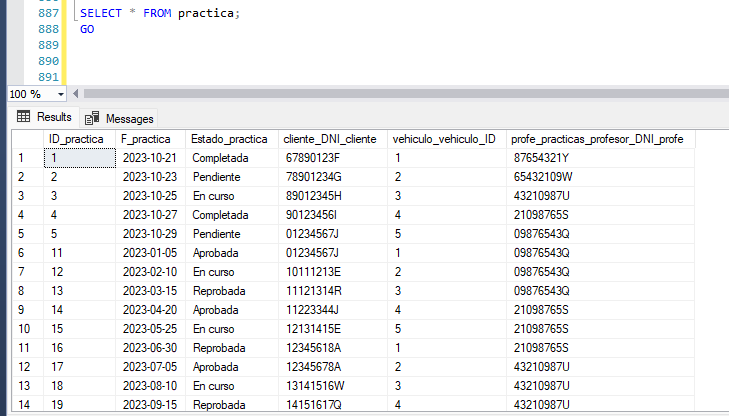 887 SELECT * FROM practica;
888 GO
889
890
891
100 %
Results Messages
ID_practica F_practica Estado_practica cliente_DNI_cliente vehiculo_vehiculo_ID profe_practicas_profesor_DNI_profe
1 1 2023-10-21 Completada 67890123F 1 87654321Y
2 2 2023-10-23 Pendiente 78901234G 2 65432109W
3 3 2023-10-25 En curso 89012345H 3 43210987U
4 4 2023-10-27 Completada 90123456I 4 21098765S
5 5 2023-10-29 Pendiente 01234567J 5 09876543Q
6 11 2023-01-05 Aprobada 01234567J 1 09876543Q
7 12 2023-02-10 En curso 10111213E 2 09876543Q
8 13 2023-03-15 Reprobada 11121314R 3 09876543Q
9 14 2023-04-20 Aprobada 11223344J 4 21098765S
10 15 2023-05-25 En curso 12131415E 5 21098765S
11 16 2023-06-30 Reprobada 12345618A 1 21098765S
12 17 2023-07-05 Aprobada 12345678A 2 43210987U
13 18 2023-08-10 En curso 13141516W 3 43210987U
14 19 2023-09-15 Reprobada 14151617Q 4 43210987U